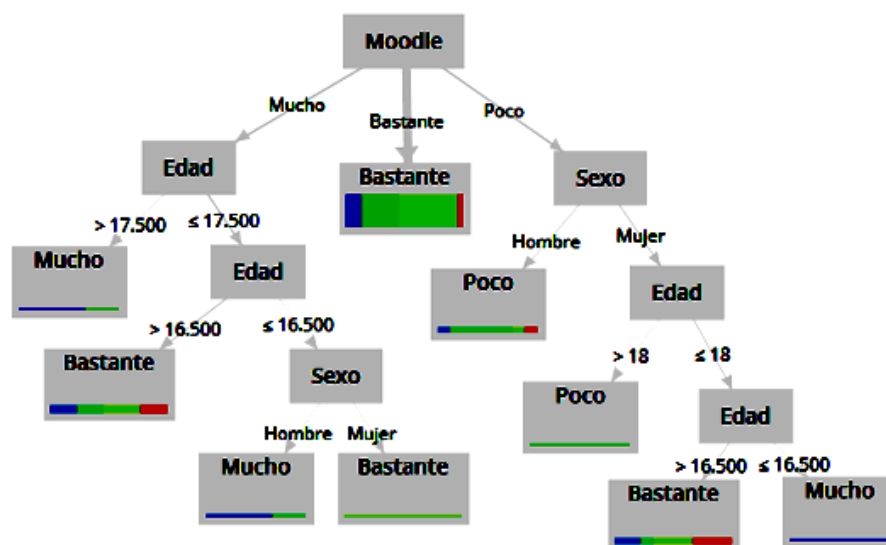 Moodle
Mucho
Bastante
Poco
Edad
Bastante
Sexo
> 17.500
≤ 17.500
Hombre
Mujer
Mucho
Edad
Poco
Edad
> 16.500
≤ 16.500
> 18
≤ 18
Bastante
Sexo
Poco
Edad
Hombre
Mujer
> 16.500
≤ 16.500
Mucho
Bastante
Bastante
Mucho